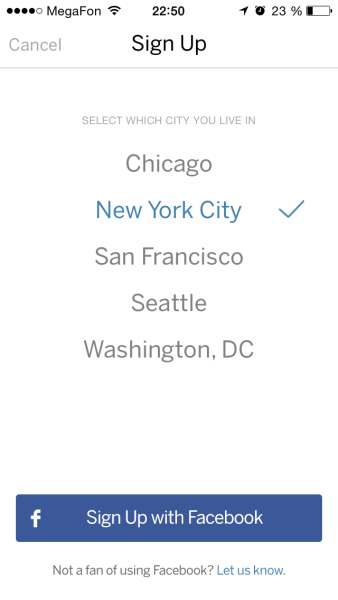 MegaFon 22:50 23 %
Cancel Sign Up
SELECT WHICH CITY YOU LIVE IN
Chicago
New York City
San Francisco
Seattle
Washington, DC
f Sign Up with Facebook
Not a fan of using Facebook? Let us know.